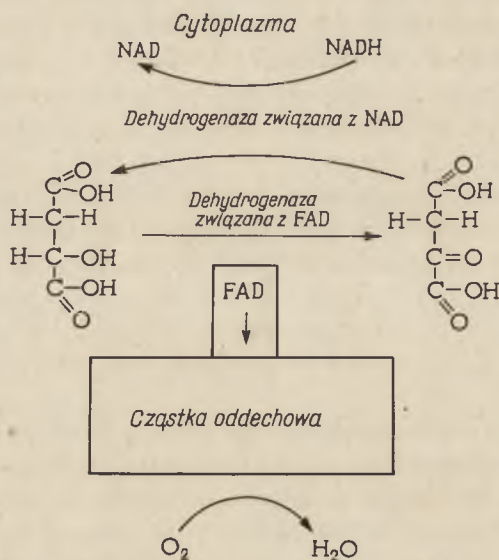 Cytoplazma
NAD NADH
Dehydrogenaza związana z NAD
Dehydrogenaza
związana z FAD
C=O
OH
H—C—H
H—C—OH
C—OH
O
C=O
OH
H—C—H
C=O
C—OH
O
FAD
Cząstka oddechowa
O₂ H₂O